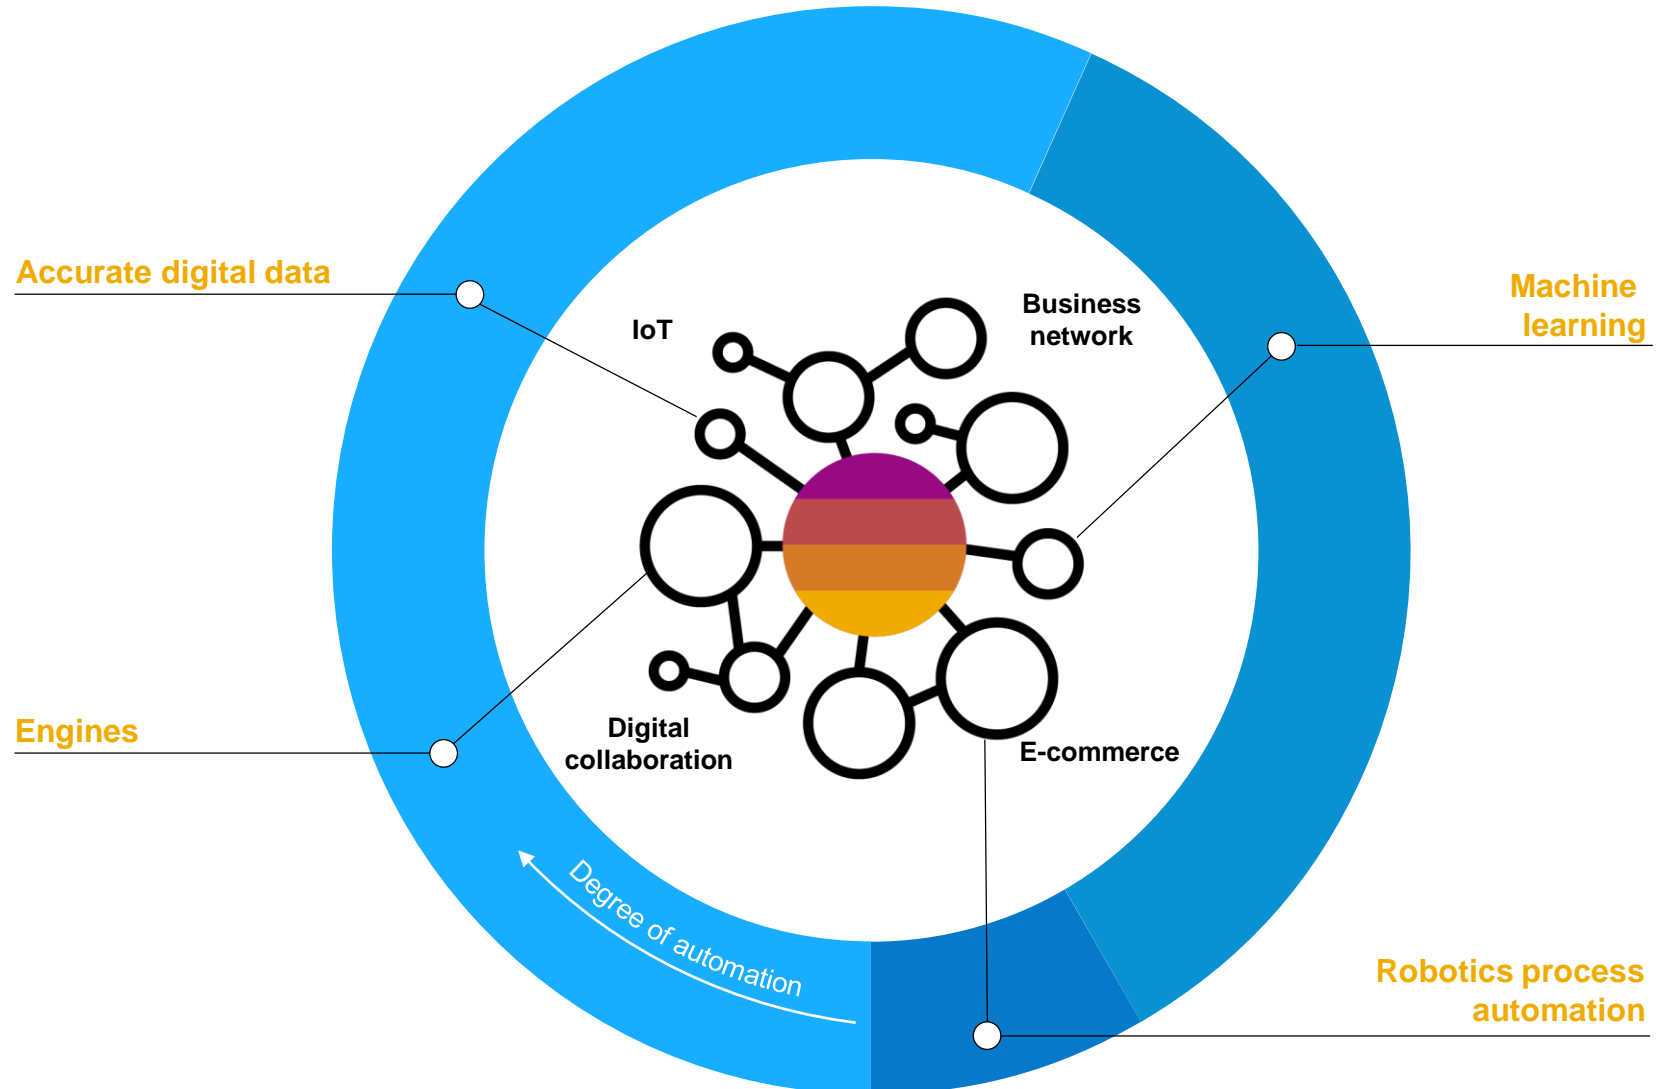 Accurate digital data
IoT
Business
network
Machine
learning
Engines
Digital
collaboration
E-commerce
Degree of automation
Robotics process
automation